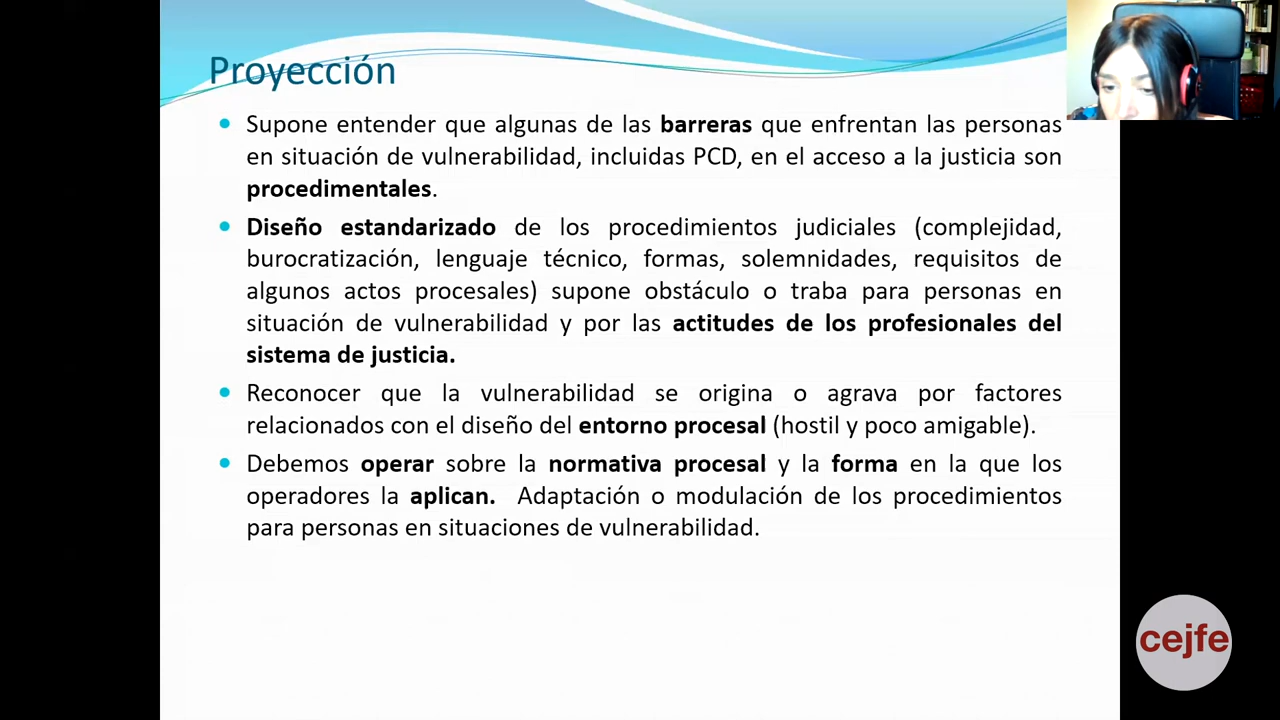 Proyección
Supone entender que algunas de las barreras que enfrentan las personas
en situación de vulnerabilidad, incluidas PCD, en el acceso a la justicia son
procedimentales.
Diseño estandarizado de los procedimientos judiciales (complejidad,
burocratización, lenguaje técnico, formas, solemnidades, requisitos de
algunos actos procesales) supone obstáculo o traba para personas en
situación de vulnerabilidad y por las actitudes de los profesionales del
sistema de justicia.
Reconocer que la vulnerabilidad se origina o agrava por factores
relacionados con el diseño del entorno procesal (hostil y poco amigable).
Debemos operar sobre la normativa procesal y la forma en la que los
operadores la aplican. Adaptación o modulación de los procedimientos
para personas en situaciones de vulnerabilidad.
cejfe